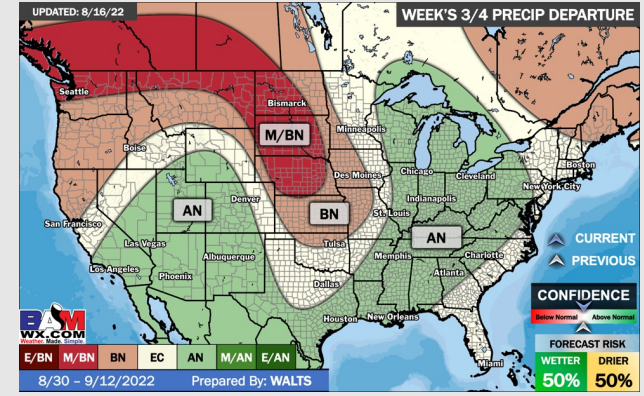 UPDATED: 8/16/22
WEEK'S 3/4 PRECIP DEPARTURE
Seattle
Bismarck
M/BN
Minneapolis
Boise
Boston
Chicago
Cleveland
Des Moines
New York City
Denver
Indianapolis
AN
BN
St. Louis
San Francisco
AN
CURRENT
Las Vegas
Tulsa
Memphis
Charlotte
Albuquerque
PREVIOUS
Los Angeles
Phoenix
Atlanta
Dallas
CONFIDENCE
Houston
New Orleans
Below Normal
Above Normal
BAM
WX.COM
Weather. Made. Simple.
FORECAST RISK
E/BN M/BN BN EC AN M/AN E/AN
Miami
WETTER
DRIER
50%
50%
8/30 – 9/12/2022
Prepared By: WALTS